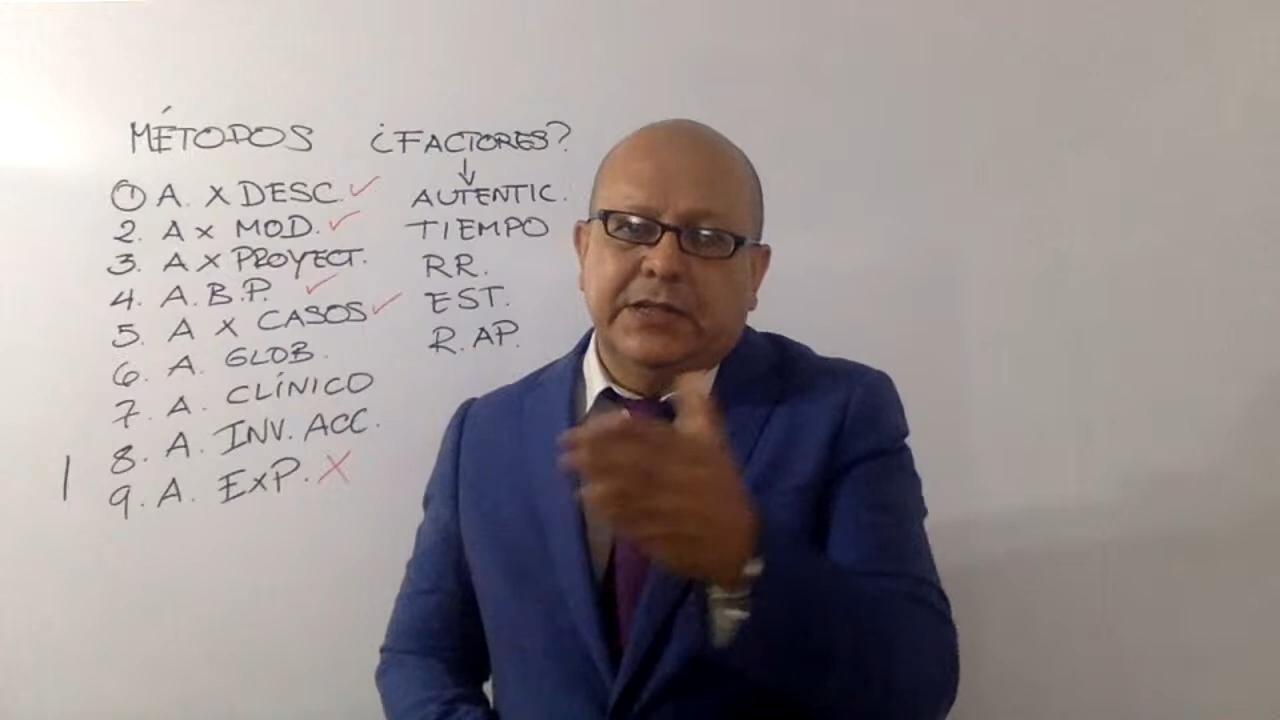 MÉTODOS
1 A. X DESC. ✓
2. A X MOD. ✓
3. A X PROYECT.
4. A.B.P. ✓
5. A X CASOS ✓
6. A. GLOB.
7. A. CLÍNICO
8. A. INV. ACC.
9. A. EXP. X
¿FACTORES?
↓
AUTENTIC.
TIEMPO
RR.
EST.
R. AP.